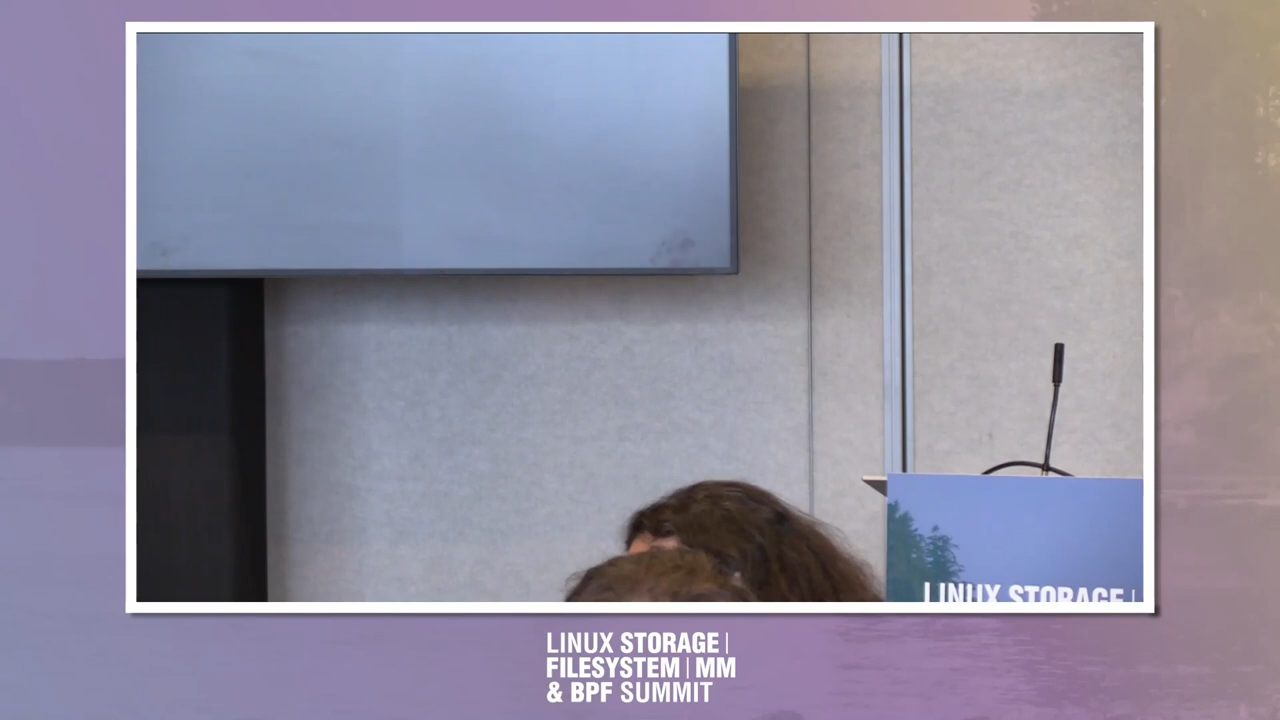 LINUX STORAGE |
LINUX STORAGE |
FILESYSTEM | MM
& BPF SUMMIT